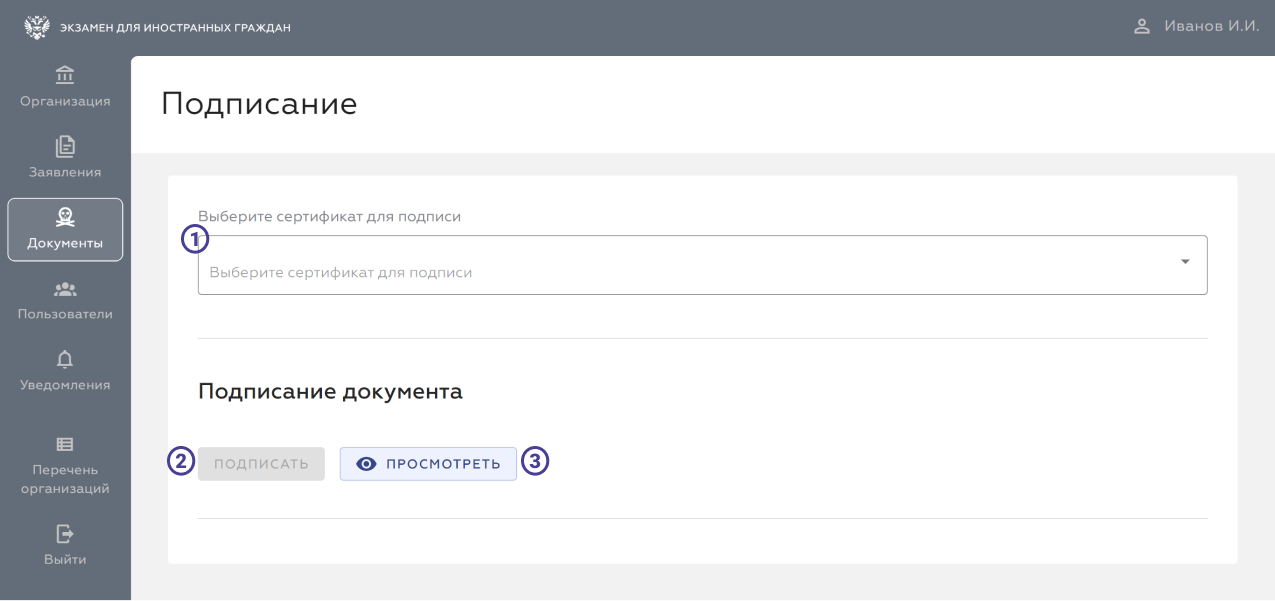 ЭКЗАМЕН ДЛЯ ИНОСТРАННЫХ ГРАЖДАН
Иванов И.И.
Организация
Заявления
Документы
Пользователи
Уведомления
Перечень
организаций
Выйти
Подписание
Выберите сертификат для подписи
1
Выберите сертификат для подписи
Подписание документа
2 ПОДПИСАТЬ ПРОСМОТРЕТЬ 3